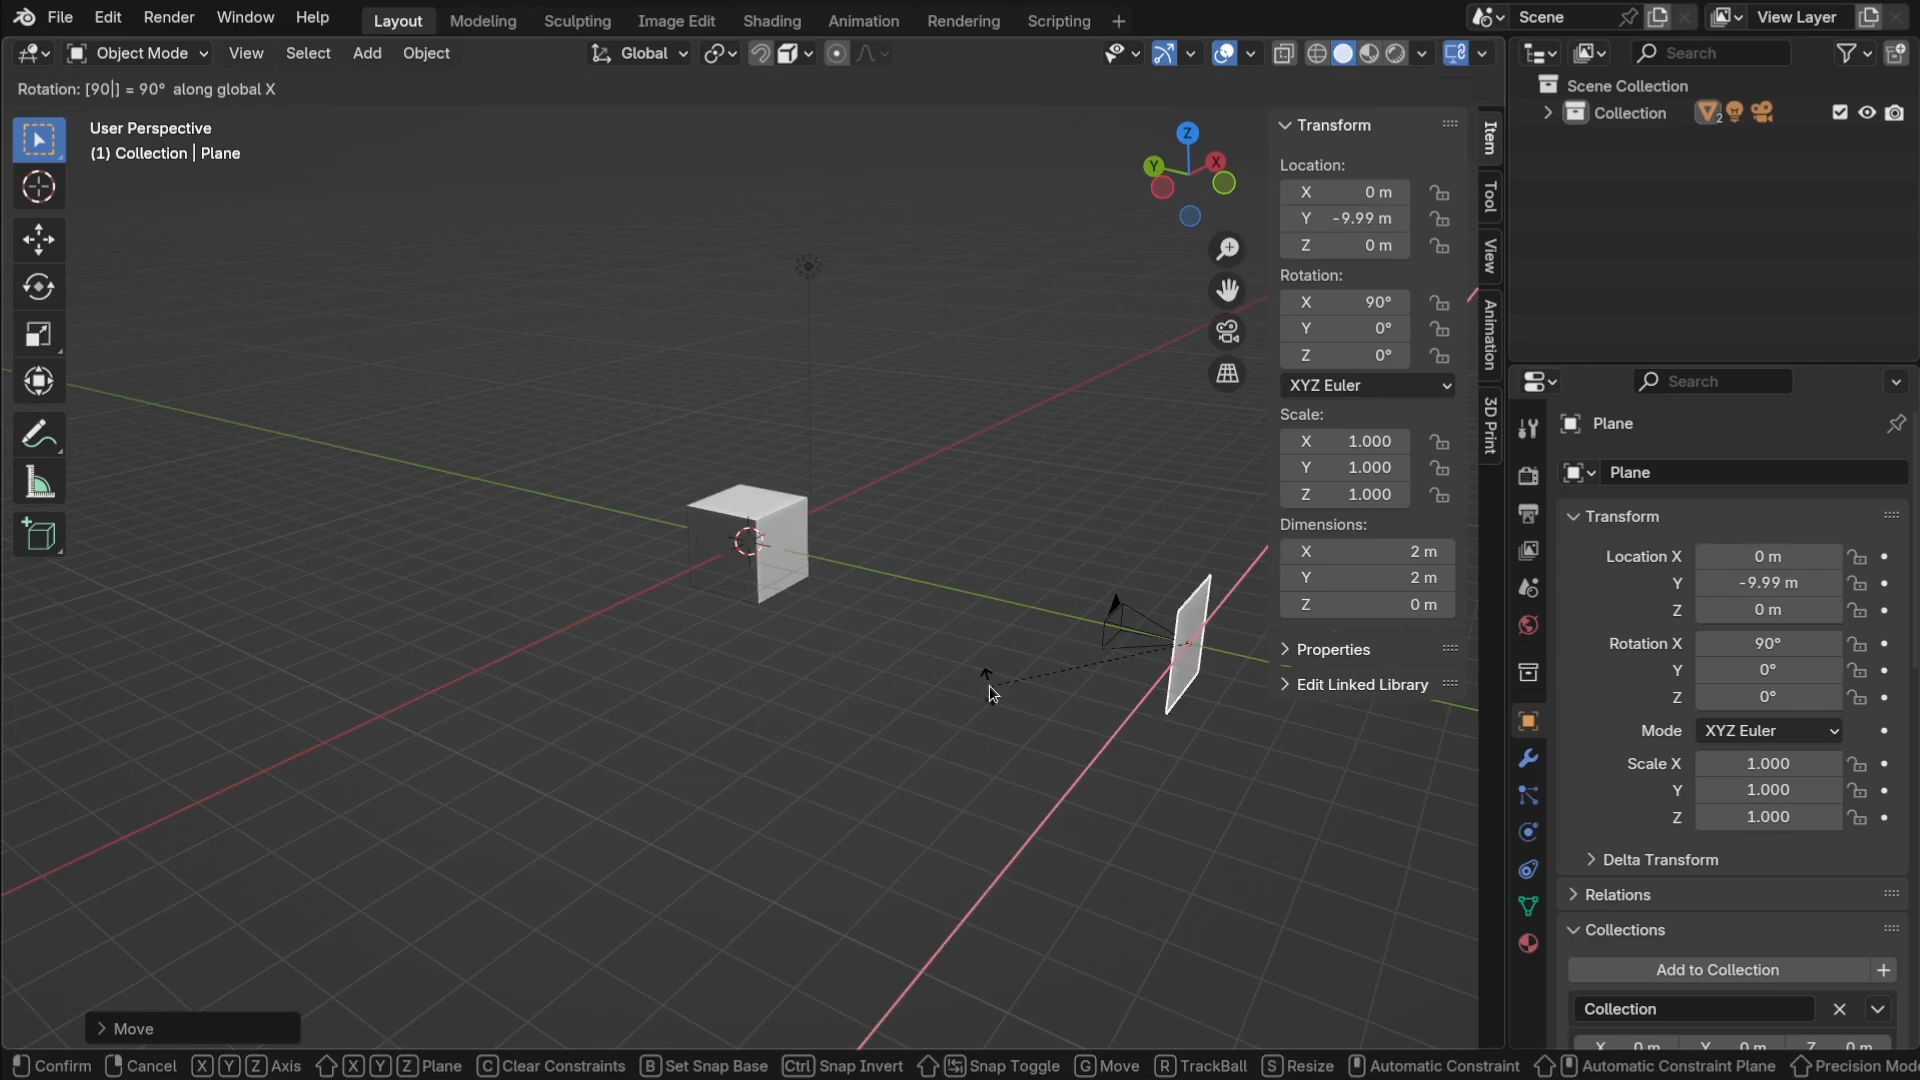 File Edit Render Window Help Layout Modeling Sculpting Image Edit Shading Animation Rendering Scripting + Scene View Layer
Object Mode View Select Add Object Global Search
Rotation: [90|] = 90° along global X
User Perspective
(1) Collection | Plane
Z
Y
X
Transform
Location:
X 0 m
Y -9.99 m
Z 0 m
Rotation:
X 90°
Y 0°
Z 0°
XYZ Euler
Scale:
X 1.000
Y 1.000
Z 1.000
Dimensions:
X 2 m
Y 2 m
Z 0 m
Properties
Edit Linked Library
Item
Tool
View
Animation
3D Print
Scene Collection
Collection 2
Search
Plane
Plane
Transform
Location X 0 m
Y -9.99 m
Z 0 m
Rotation X 90°
Y 0°
Z 0°
Mode XYZ Euler
Scale X 1.000
Y 1.000
Z 1.000
Delta Transform
Relations
Collections
Add to Collection +
Collection
X 0 m Y 0 m Z 0 m
Move
Confirm Cancel X Y Z Axis X Y Z Plane C Clear Constraints B Set Snap Base Ctrl Snap Invert Snap Toggle G Move R TrackBall S Resize Automatic Constraint Automatic Constraint Plane Precision Mode